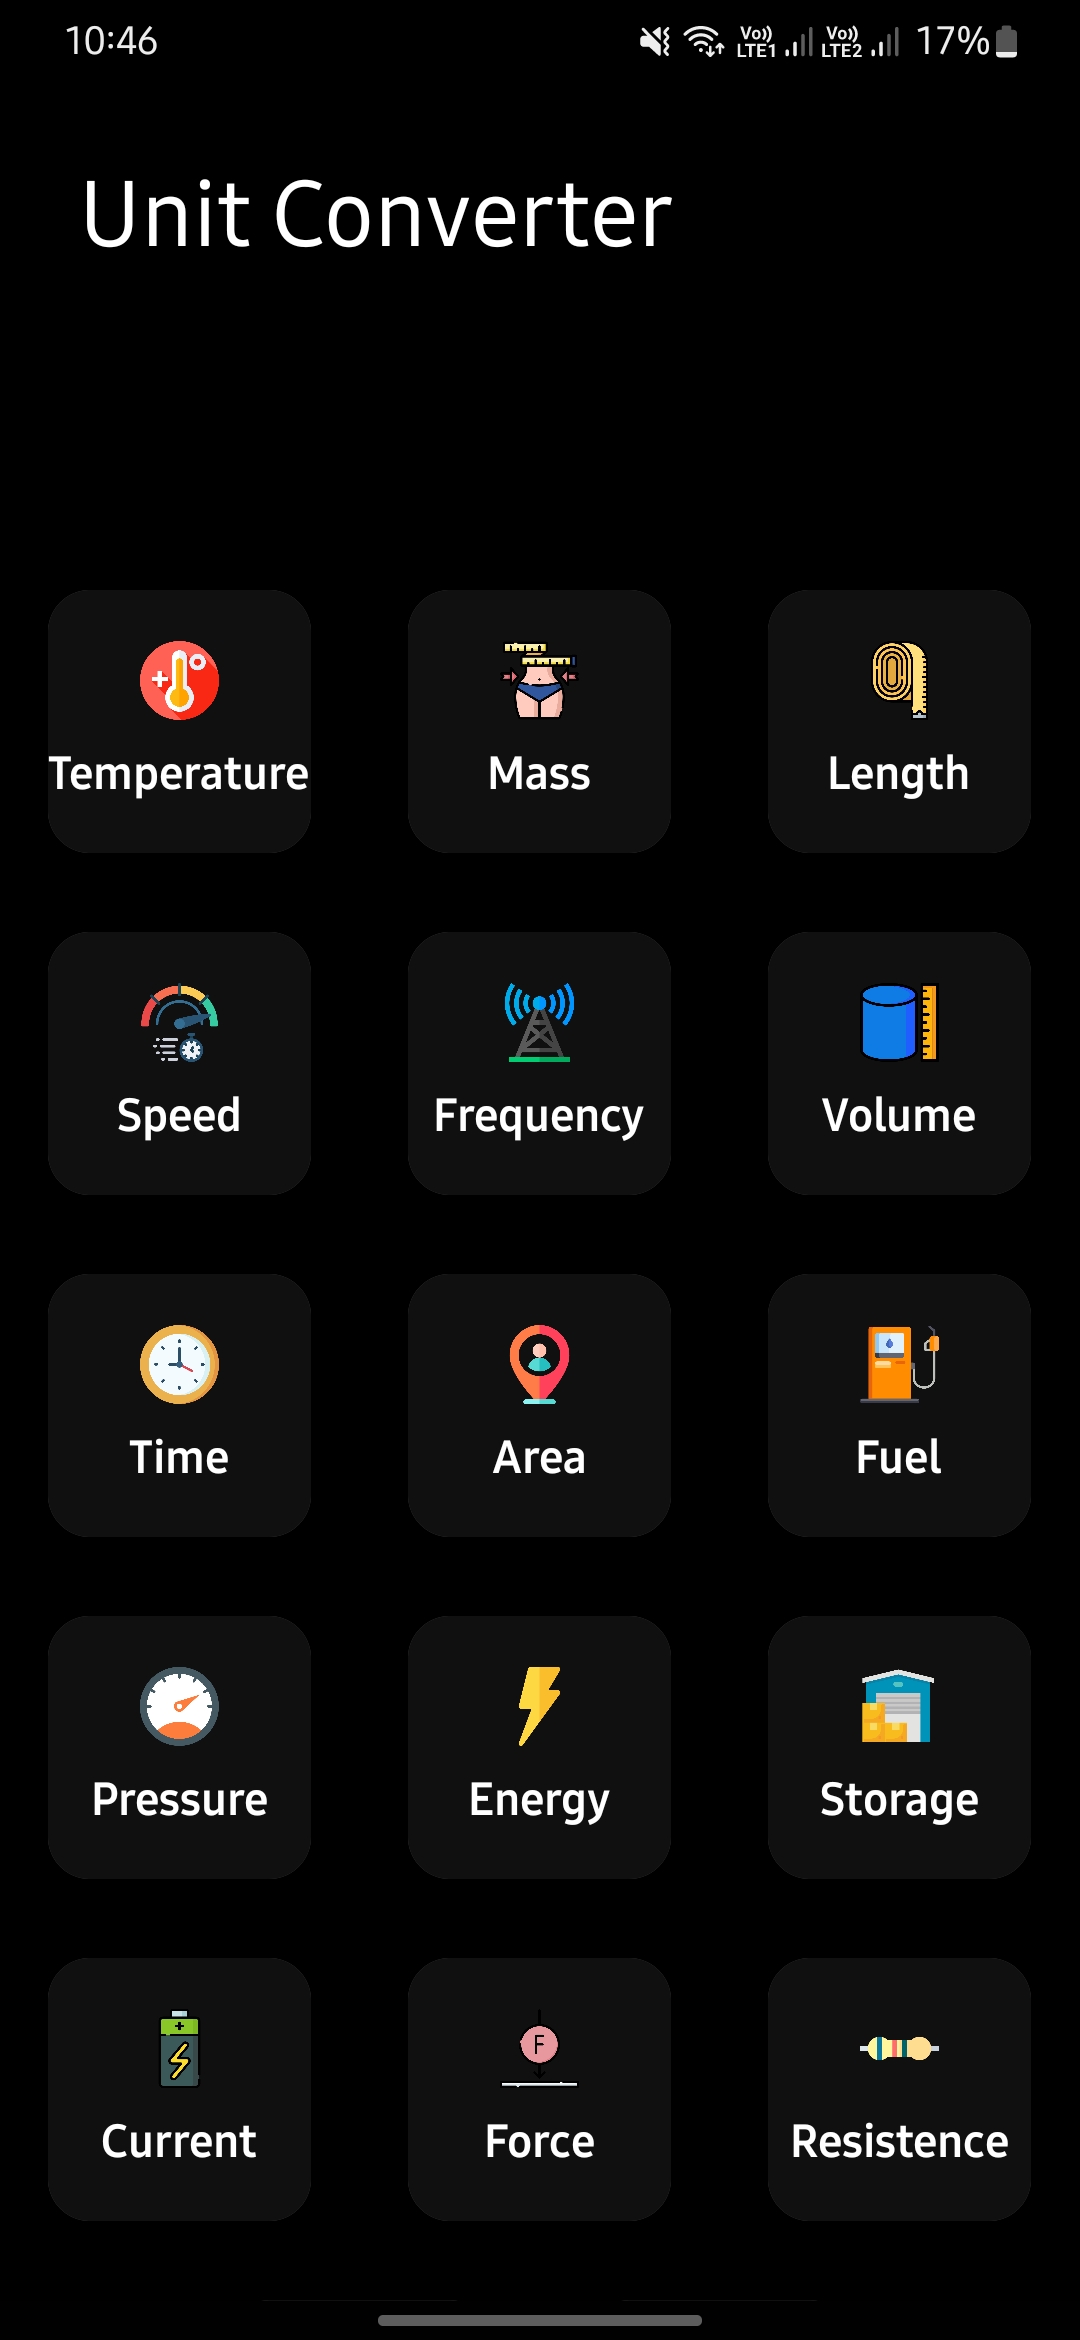 10:46 Vo)) LTE1 Vo)) LTE2 17%
Unit Converter
Temperature Mass Length
Speed Frequency Volume
Time Area Fuel
Pressure Energy Storage
F
Current Force Resistence